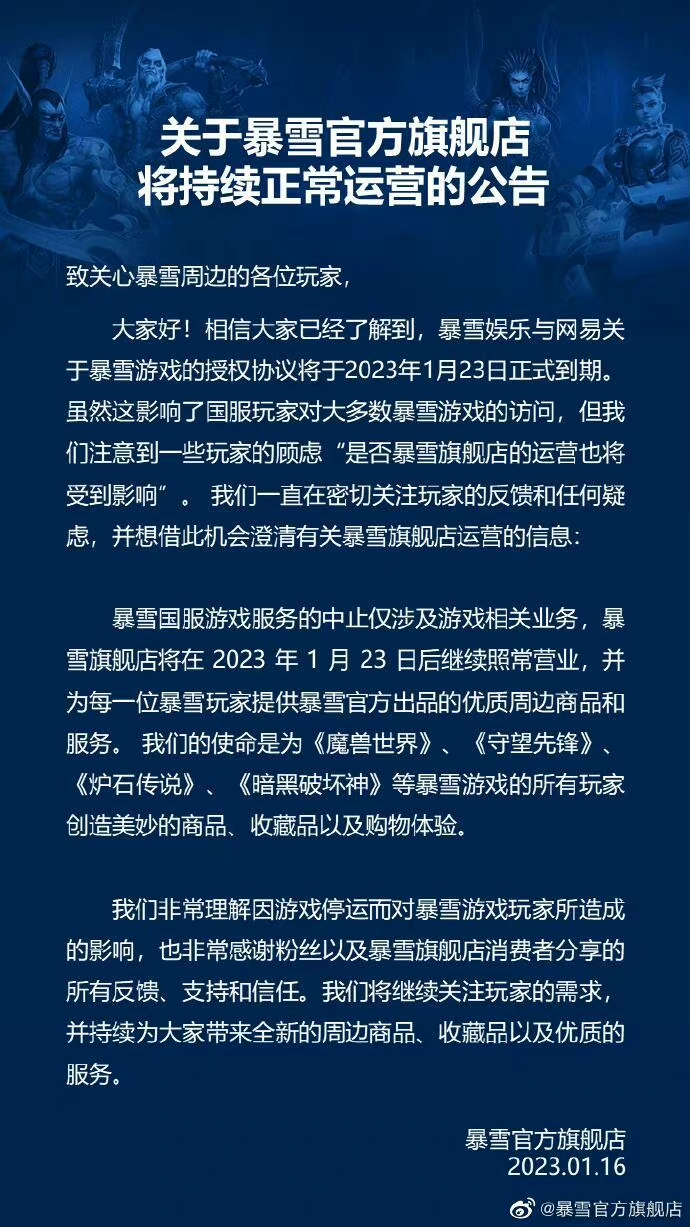 关于暴雪官方旗舰店
将持续正常运营的公告
致关心暴雪周边的各位玩家，
大家好！相信大家已经了解到，暴雪娱乐与网易关
于暴雪游戏的授权协议将于2023年1月23日正式到期。
虽然这影响了国服玩家对大多数暴雪游戏的访问，但我
们注意到一些玩家的顾虑“是否暴雪旗舰店的运营也将
受到影响”。 我们一直在密切关注玩家的反馈和任何疑
虑，并想借此机会澄清有关暴雪旗舰店运营的信息：
暴雪国服游戏服务的中止仅涉及游戏相关业务，暴
雪旗舰店将在 2023 年 1 月 23 日后继续照常营业，并
为每一位暴雪玩家提供暴雪官方出品的优质周边商品和
服务。 我们的使命是为《魔兽世界》、《守望先锋》、
《炉石传说》、《暗黑破坏神》等暴雪游戏的所有玩家
创造美妙的商品、收藏品以及购物体验。
我们非常理解因游戏停运而对暴雪游戏玩家所造成
的影响，也非常感谢粉丝以及暴雪旗舰店消费者分享的
所有反馈、支持和信任。我们将继续关注玩家的需求，
并持续为大家带来全新的周边商品、收藏品以及优质的
服务。
暴雪官方旗舰店
2023.01.16
@暴雪官方旗舰店